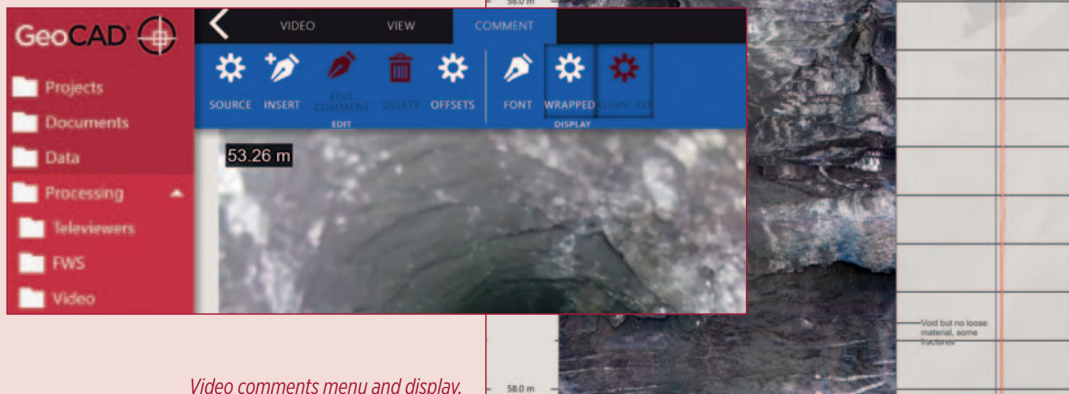 56.0 m
GeoCAD
VIDEO VIEW COMMENT
SOURCE INSERT EDIT COMMENT DELETE OFFSETS FONT WRAPPED
EDIT DISPLAY
Projects
Documents
Data
Processing
Televiewers
FWS
Video
53.26 m
Void but no loose
material, some
fractures
58.0 m
Video comments menu and display.